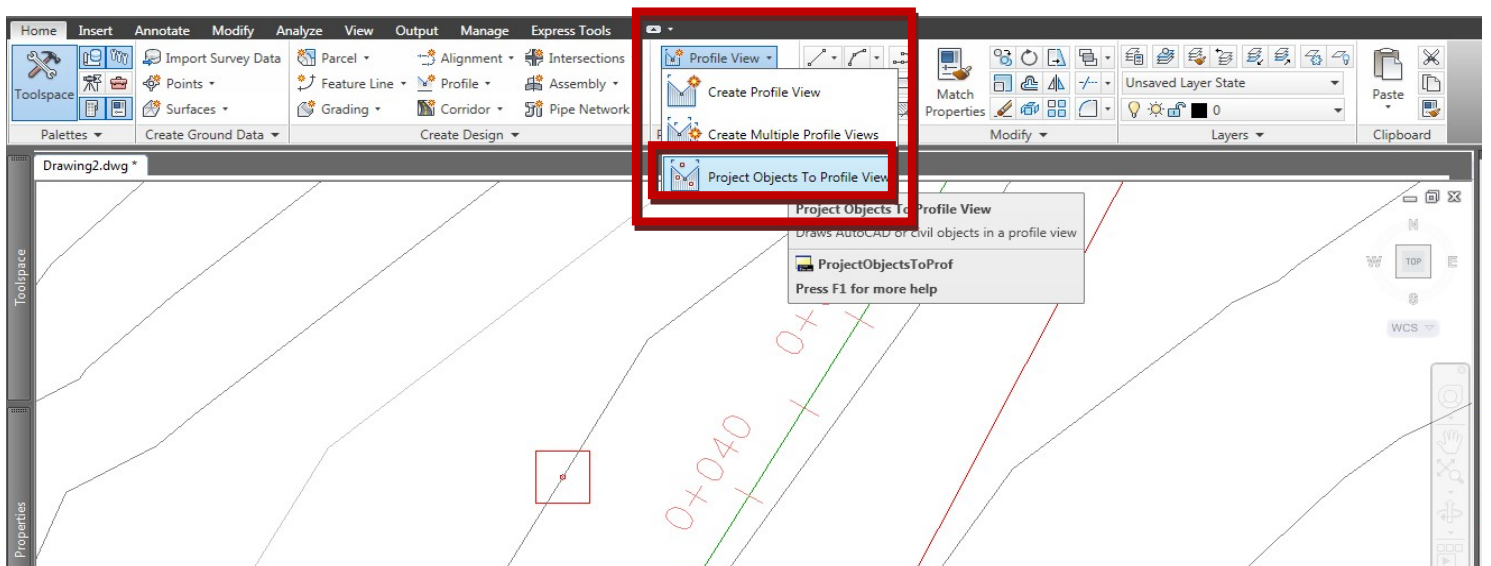 Home Insert Annotate Modify Analyze View Output Manage Express Tools
Toolspace
Import Survey Data
Points
Surfaces
Parcel
Feature Line
Grading
Alignment
Profile
Corridor
Intersections
Assembly
Pipe Network
Profile View
Match
Properties
Unsaved Layer State
0
Paste
Palettes
Create Ground Data
Create Design
Modify
Layers
Clipboard
Create Profile View
Create Multiple Profile Views
Project Objects To Profile View
Drawing2.dwg *
Project Objects To Profile View
Draws AutoCAD or civil objects in a profile view
ProjectObjectsToProf
Press F1 for more help
Toolspace
Properties
N
W TOP E
S
WCS
0+040